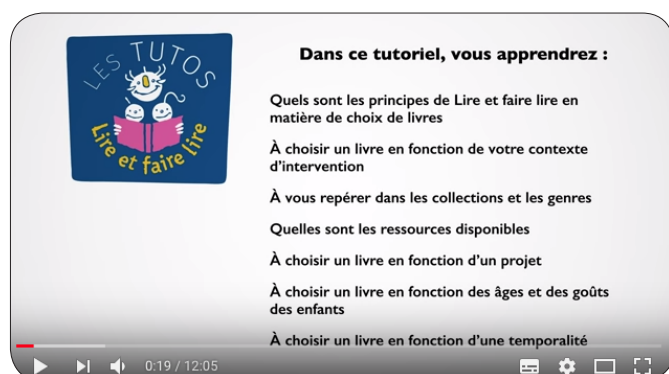 LES TUTOS
Lire et faire lire
Dans ce tutoriel, vous apprendrez :
Quels sont les principes de Lire et faire lire en
matière de choix de livres
À choisir un livre en fonction de votre contexte
d'intervention
À vous repérer dans les collections et les genres
Quelles sont les ressources disponibles
À choisir un livre en fonction d'un projet
À choisir un livre en fonction des âges et des goûts
des enfants
À choisir un livre en fonction d'une temporalité
0:19 / 12:05